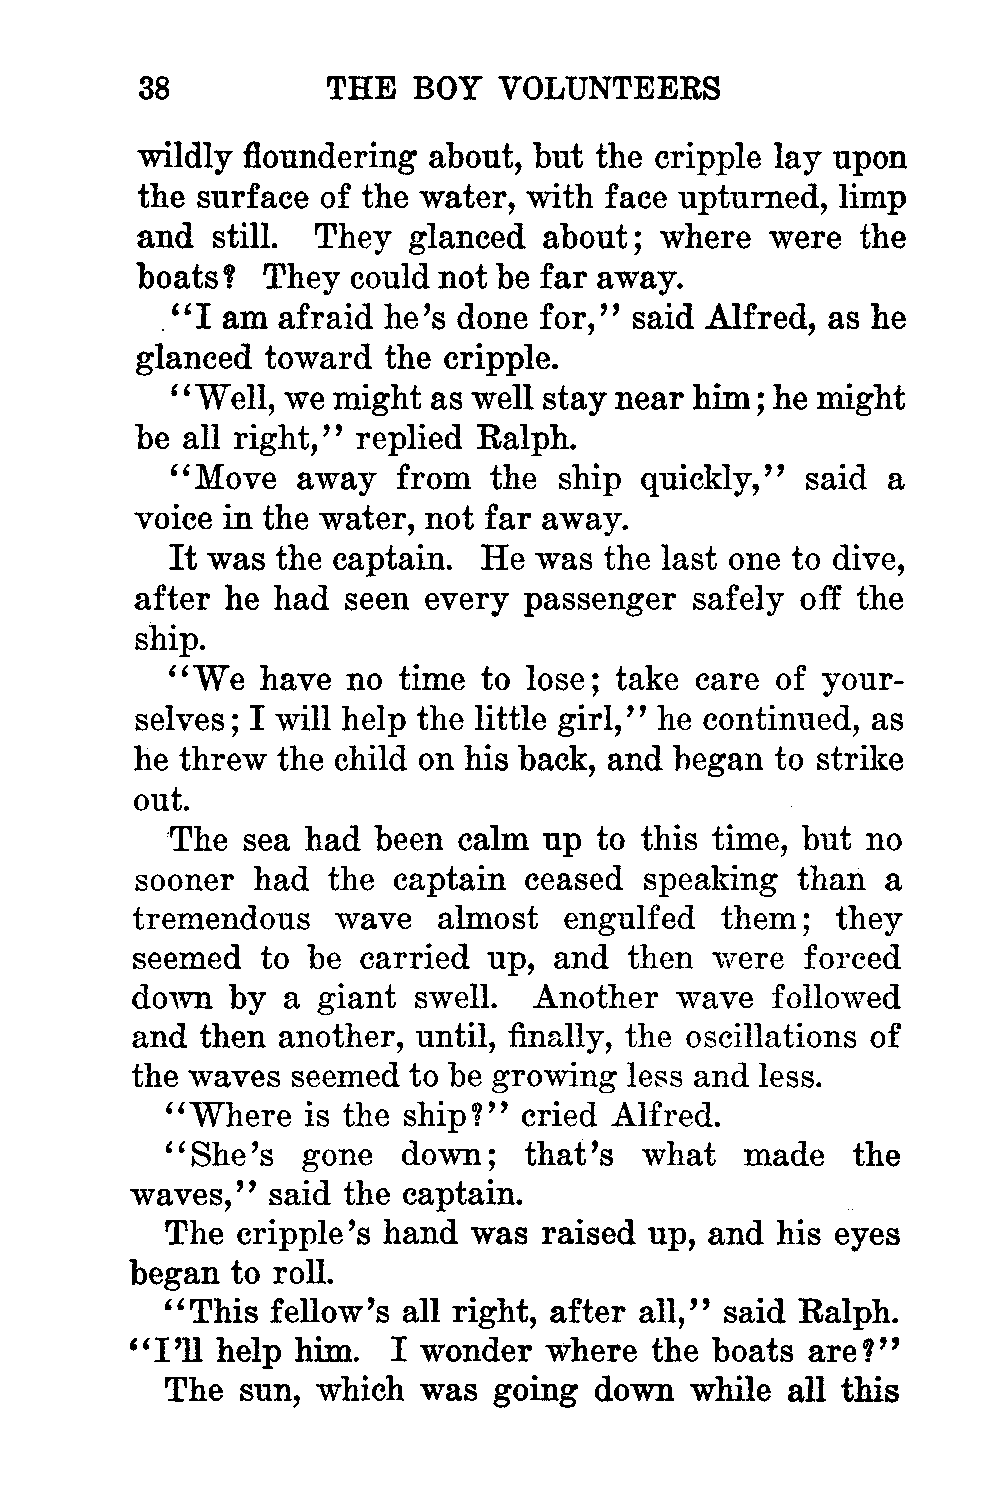 38 THE BOY VOLUNTEERS
wildly floundering about, but the cripple lay upon
the surface of the water, with face upturned, limp
and still. They glanced about; where were the
boats? They could not be far away.
“I am afraid he’s done for,” said Alfred, as he
glanced toward the cripple.
“Well, we might as well stay near him; he might
be all right,” replied Ralph.
“Move away from the ship quickly,” said a
voice in the water, not far away.
It was the captain. He was the last one to dive,
after he had seen every passenger safely off the
ship.
“We have no time to lose; take care of your-
selves; I will help the little girl,” he continued, as
he threw the child on his back, and began to strike
out.
The sea had been calm up to this time, but no
sooner had the captain ceased speaking than a
tremendous wave almost engulfed them; they
seemed to be carried up, and then were forced
down by a giant swell. Another wave followed
and then another, until, finally, the oscillations of
the waves seemed to be growing less and less.
“Where is the ship?” cried Alfred.
“She’s gone down; that’s what made the
waves,” said the captain.
The cripple’s hand was raised up, and his eyes
began to roll.
“This fellow’s all right, after all,” said Ralph.
“I’ll help him. I wonder where the boats are?”
The sun, which was going down while all this